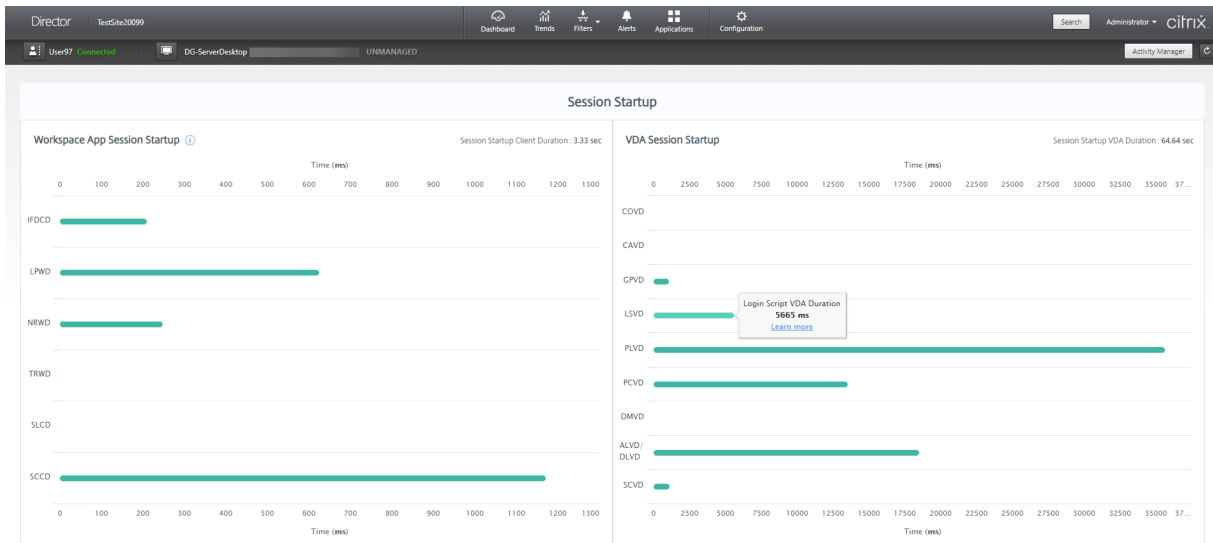 Director TestSite20099 Dashboard Trends Filters Alerts Applications Configuration Search Administrator citrix
User97 Connected DG-ServerDesktop UNMANAGED Activity Manager
Session Startup
Workspace App Session Startup Session Startup Client Duration : 3.33 sec
Time (ms)
0 100 200 300 400 500 600 700 800 900 1000 1100 1200 1300
IFDCD
LPWD
NRWD
TRWD
SLCD
SCCD
0 100 200 300 400 500 600 700 800 900 1000 1100 1200 1300
Time (ms)
VDA Session Startup Session Startup VDA Duration : 64.64 sec
Time (ms)
0 2500 5000 7500 10000 12500 15000 17500 20000 22500 25000 27500 30000 32500 35000 37...
COVD
CAVD
GPVD
LSVD
Login Script VDA Duration
5665 ms
Learn more
PLVD
PCVD
DMVD
ALVD/
DLVD
SCVD
0 2500 5000 7500 10000 12500 15000 17500 20000 22500 25000 27500 30000 32500 35000 37...
Time (ms)